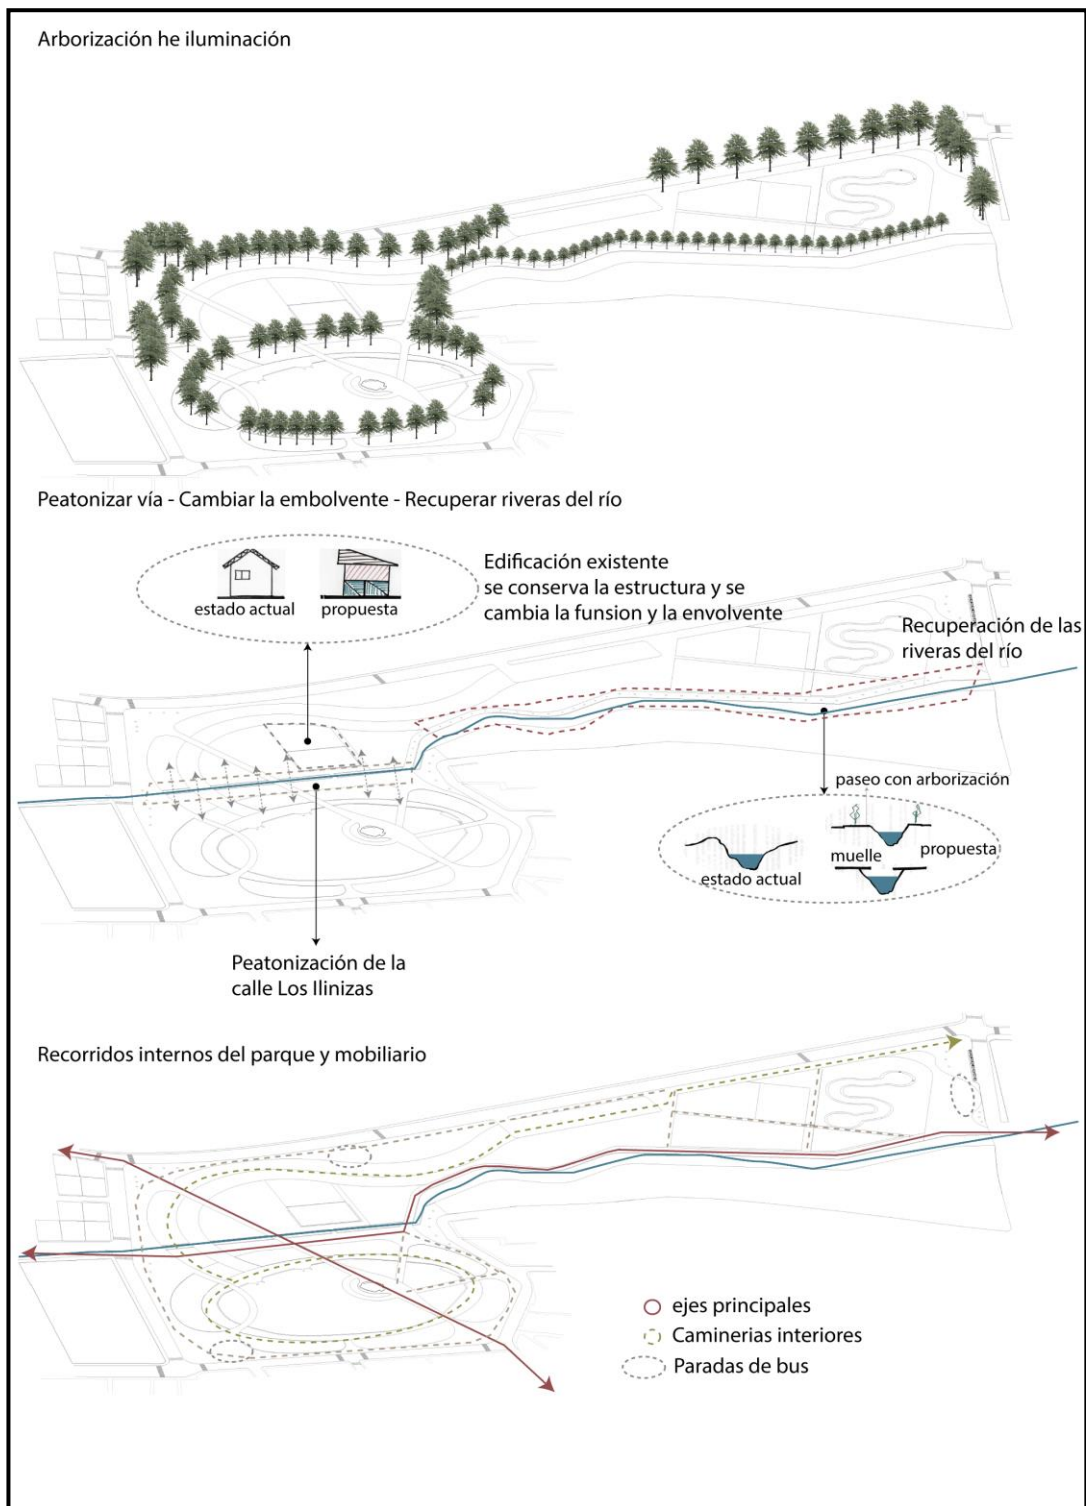 Arborización he iluminación
Peatonizar vía - Cambiar la embolvente - Recuperar riveras del río
estado actual
propuesta
Edificación existente
se conserva la estructura y se
cambia la funsion y la envolvente
Recuperación de las
riveras del río
paseo con arborización
estado actual
muelle
propuesta
Peatonización de la
calle Los Ilinizas
Recorridos internos del parque y mobiliario
ejes principales
Caminerias interiores
Paradas de bus